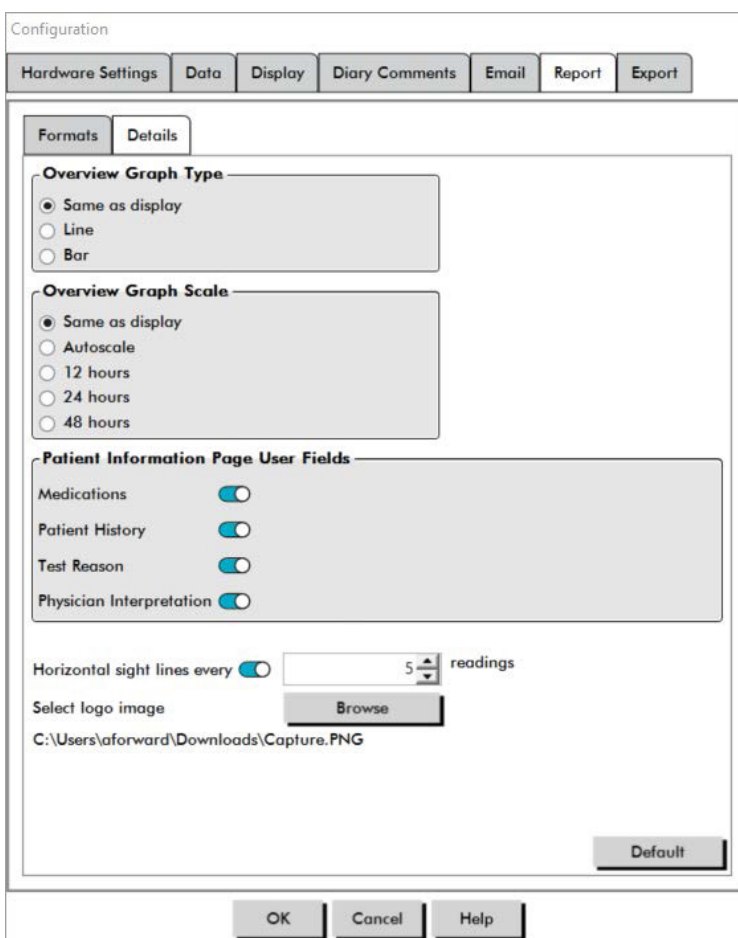 Configuration
Hardware Settings Data Display Diary Comments Email Report Export
Formats Details
Overview Graph Type
Same as display
Line
Bar
Overview Graph Scale
Same as display
Autoscale
12 hours
24 hours
48 hours
Patient Information Page User Fields
Medications
Patient History
Test Reason
Physician Interpretation
Horizontal sight lines every 5 readings
Select logo image Browse
C:\Users\aforward\Downloads\Capture.PNG
Default
OK Cancel Help